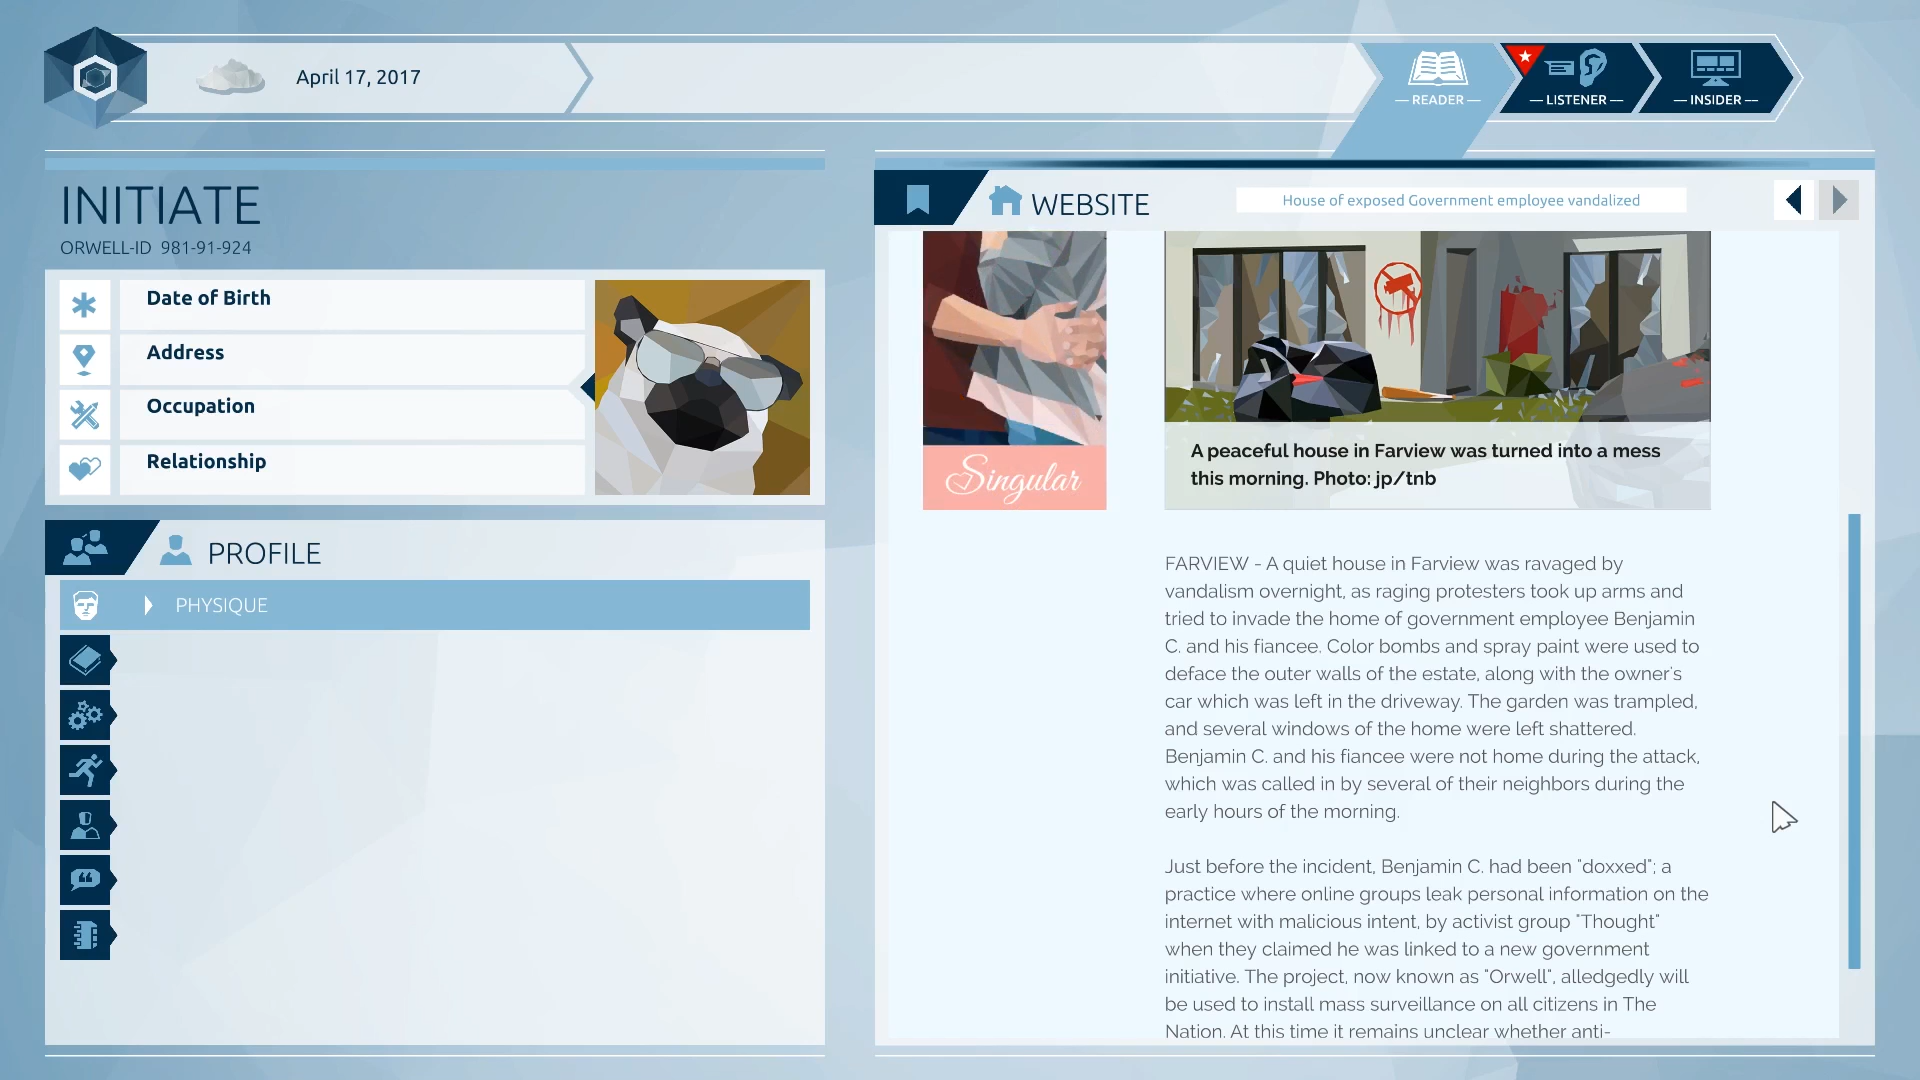 April 17, 2017
READER
LISTENER
INSIDER
INITIATE
ORWELL-ID 981-91-924
Date of Birth
Address
Occupation
Relationship
PROFILE
PHYSIQUE
WEBSITE
House of exposed Government employee vandalized
Singular
A peaceful house in Farview was turned into a mess
this morning. Photo: jp/tnb
FARVIEW - A quiet house in Farview was ravaged by
vandalism overnight, as raging protesters took up arms and
tried to invade the home of government employee Benjamin
C. and his fiancee. Color bombs and spray paint were used to
deface the outer walls of the estate, along with the owner's
car which was left in the driveway. The garden was trampled,
and several windows of the home were left shattered.
Benjamin C. and his fiancee were not home during the attack,
which was called in by several of their neighbors during the
early hours of the morning.
Just before the incident, Benjamin C. had been "doxxed"; a
practice where online groups leak personal information on the
internet with malicious intent, by activist group "Thought"
when they claimed he was linked to a new government
initiative. The project, now known as "Orwell", alledgedly will
be used to install mass surveillance on all citizens in The
Nation. At this time it remains unclear whether anti-